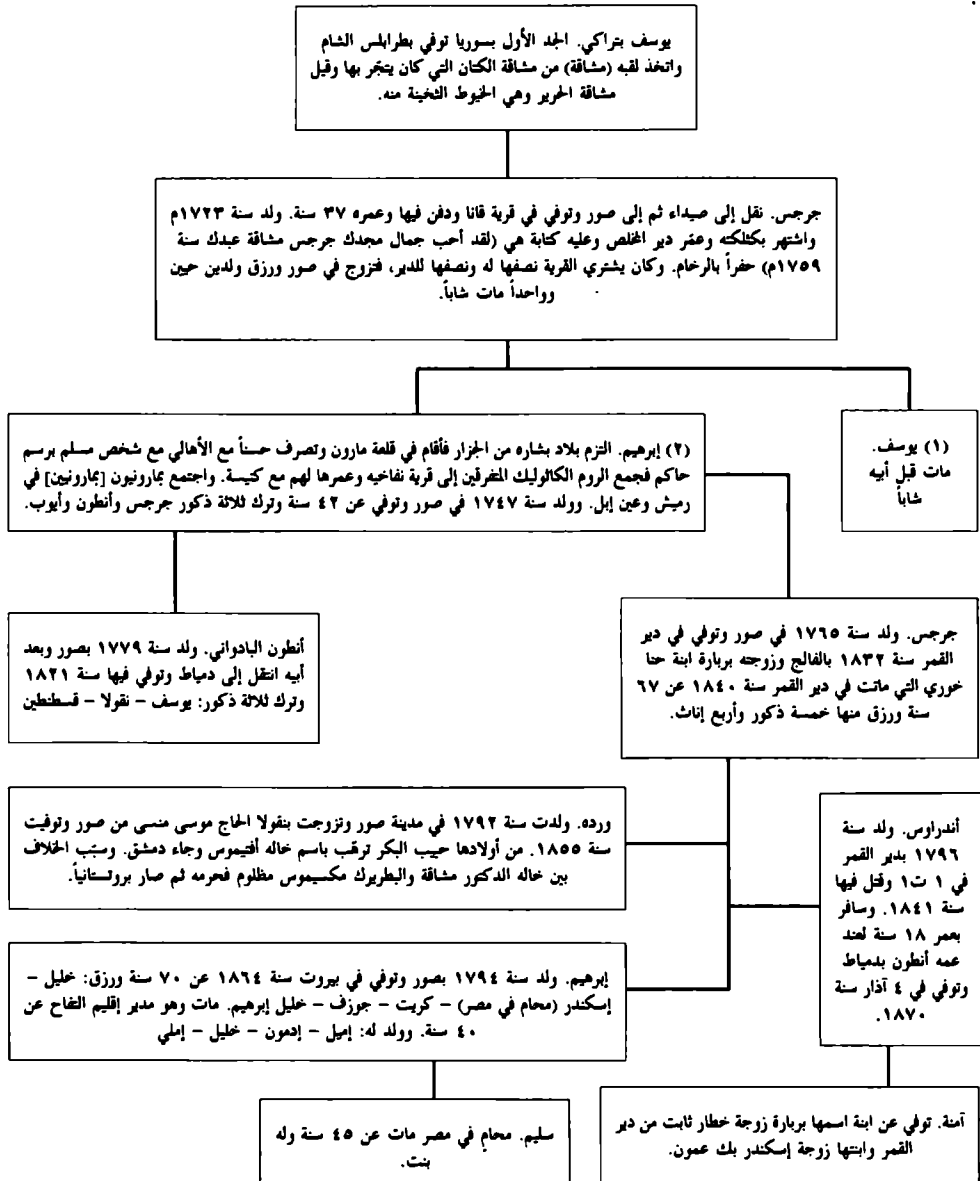 يوسف بتراكي. الجد الأول بسوريا توفي بطرابلس الشام
واتخذ لقبه (مشاقة) من مشاقة الكتان التي كان يتجّر بها وقيل
مشاقة الحرير وهي الخيوط الثخينة منه.
جرجس. نقل إلى صيداء ثم إلى صور وتوفي في قرية قانا ودفن فيها وعمره ٣٧ سنة. ولد سنة ١٧٢٣م
واشتهر بكثلكته وعمّر دير المخلص وعليه كتابة هي (لقد أحب جمال مجدك جرجس مشاقة عبدك سنة
١٧٥٩م) حفراً بالرخام. وكان يشتري القرية نصفها له ونصفها للدير، فتزوج في صور ورزق ولدين حيين
وواحداً مات شاباً.
(١) يوسف.
مات قبل أبيه
شاباً
(٢) إبرهيم. التزم بلاد بشاره من الجزار فأقام في قلعة مارون وتصرف حسناً مع الأهالي مع شخص مسلم برسم
حاكم فجمع الروم الكاثوليك المتفرقين إلى قرية نفاخيه وعمرها لهم مع كنيسة. واجتمع بمارونيون [بمارونيين] في
رميش وعين إبل. وولد سنة ١٧٤٧ في صور وتوفي عن ٤٢ سنة وترك ثلاثة ذكور جرجس وأنطون وأيوب.
أنطون البادواني. ولد سنة ١٧٧٩ بصور وبعد
أبيه انتقل إلى دمياط وتوفي فيها سنة ١٨٢١
وترك ثلاثة ذكور: يوسف – نقولا – قسطنطين
جرجس. ولد سنة ١٧٦٥ في صور وتوفي في دير
القمر سنة ١٨٣٢ بالفالج وزوجته بربارة ابنة حنا
خوري التي ماتت في دير القمر سنة ١٨٤٠ عن ٦٧
سنة ورزق منها خمسة ذكور وأربع إناث.
ورده. ولدت سنة ١٧٩٢ في مدينة صور وتزوجت بنقولا الحاج موسى منسى من صور وتوفيت
سنة ١٨٥٥. من أولادها حبيب البكر ترقب باسم خاله أفتيموس وجاء دمشق. وسبّب الخلاف
بين خاله الدكتور مشاقة والبطريرك مكسيموس مظلوم فحرمه ثم صار بروتستانياً.
أندراوس. ولد سنة
١٧٩٦ بدير القمر
في ١ ت١ وقتل فيها
سنة ١٨٤١. وسافر
بعمر ١٨ سنة لعند
عمه أنطون بدمياط
وتوفي في ٤ آذار سنة
١٨٧٠.
إبرهيم. ولد سنة ١٧٩٤ بصور وتوفي في بيروت سنة ١٨٦٤ عن ٧٠ سنة ورزق: خليل –
إسكندر (محام في مصر) – كريت – جوزف – خليل إبرهيم. مات وهو مدير إقليم التفاح عن
٤٠ سنة. وولد له: إميل – إدمون – خليل – إملي
سليم. محامٍ في مصر مات عن ٤٥ سنة وله
بنت.
آمنة. توفي عن ابنة اسمها بربارة زوجة خطار ثابت من دير
القمر وابنتها زوجة إسكندر بك عمون.